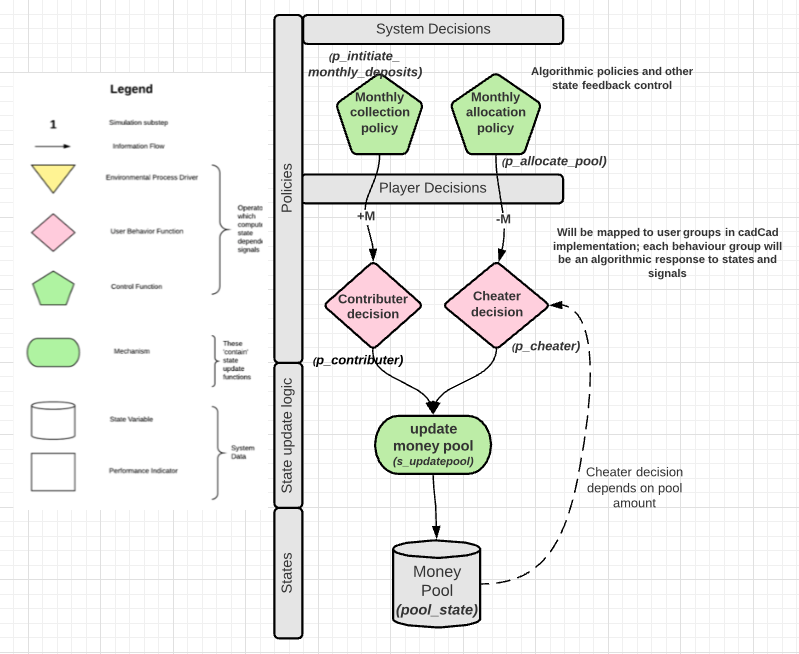 System Decisions
(p_intitiate_
monthly_deposits)
Monthly
collection
policy
Monthly
allocation
policy
Algorithmic policies and other
state feedback control
(p_allocate_pool)
Policies
Player Decisions
+M
-M
Will be mapped to user groups in cadCad
implementation; each behaviour group will
be an algorithmic response to states and
signals
Contributer
decision
Cheater
decision
(p_contributer)
(p_cheater)
State update logic
update
money pool
(s_updatepool)
Cheater decision
depends on pool
amount
States
Money
Pool
(pool_state)
Legend
1
Simulation substep
Information Flow
Environmental Process Driver
User Behavior Function
Control Function
Operato
which
comput
state
depend
signals
Mechanism
These
'contain'
state
update
functions
State Variable
Performance Indicator
System
Data